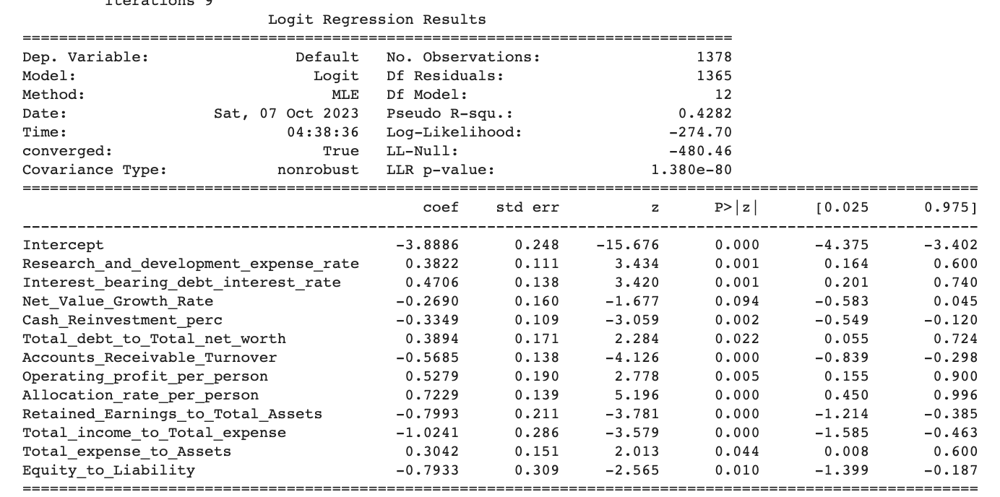 Iterations 9
Logit Regression Results
==============================================================================
Dep. Variable: Default No. Observations: 1378
Model: Logit Df Residuals: 1365
Method: MLE Df Model: 12
Date: Sat, 07 Oct 2023 Pseudo R-squ.: 0.4282
Time: 04:38:36 Log-Likelihood: -274.70
converged: True LL-Null: -480.46
Covariance Type: nonrobust LLR p-value: 1.380e-80
==========================================================================================================
coef std err z P>|z| [0.025 0.975]
----------------------------------------------------------------------------------------------------------
Intercept -3.8886 0.248 -15.676 0.000 -4.375 -3.402
Research_and_development_expense_rate 0.3822 0.111 3.434 0.001 0.164 0.600
Interest_bearing_debt_interest_rate 0.4706 0.138 3.420 0.001 0.201 0.740
Net_Value_Growth_Rate -0.2690 0.160 -1.677 0.094 -0.583 0.045
Cash_Reinvestment_perc -0.3349 0.109 -3.059 0.002 -0.549 -0.120
Total_debt_to_Total_net_worth 0.3894 0.171 2.284 0.022 0.055 0.724
Accounts_Receivable_Turnover -0.5685 0.138 -4.126 0.000 -0.839 -0.298
Operating_profit_per_person 0.5279 0.190 2.778 0.005 0.155 0.900
Allocation_rate_per_person 0.7229 0.139 5.196 0.000 0.450 0.996
Retained_Earnings_to_Total_Assets -0.7993 0.211 -3.781 0.000 -1.214 -0.385
Total_income_to_Total_expense -1.0241 0.286 -3.579 0.000 -1.585 -0.463
Total_expense_to_Assets 0.3042 0.151 2.013 0.044 0.008 0.600
Equity_to_Liability -0.7933 0.309 -2.565 0.010 -1.399 -0.187
==========================================================================================================